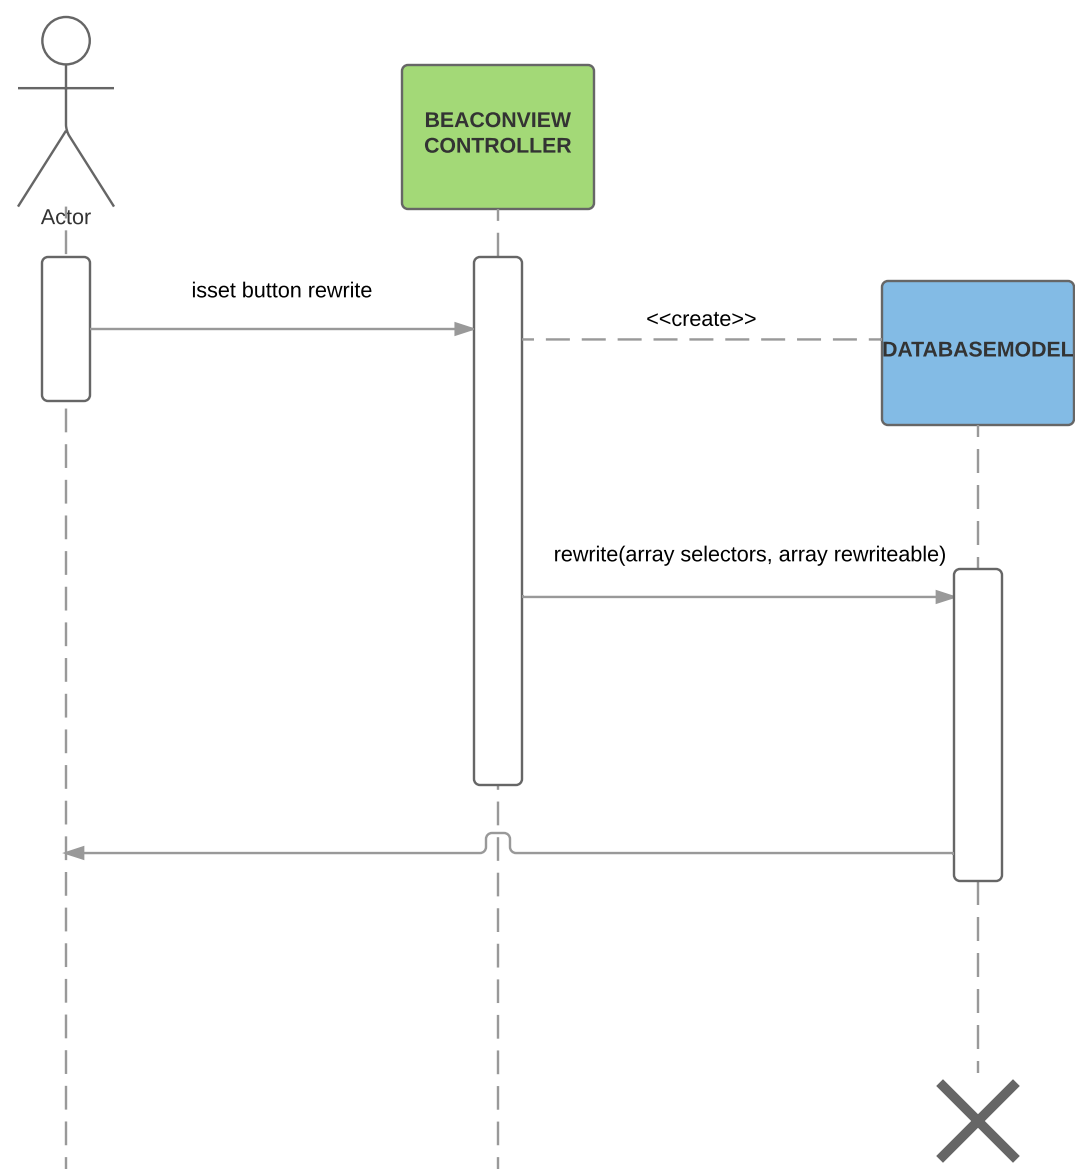 Actor
BEACONVIEW
CONTROLLER
isset button rewrite
<<create>>
DATABASEMODEL
rewrite(array selectors, array rewriteable)